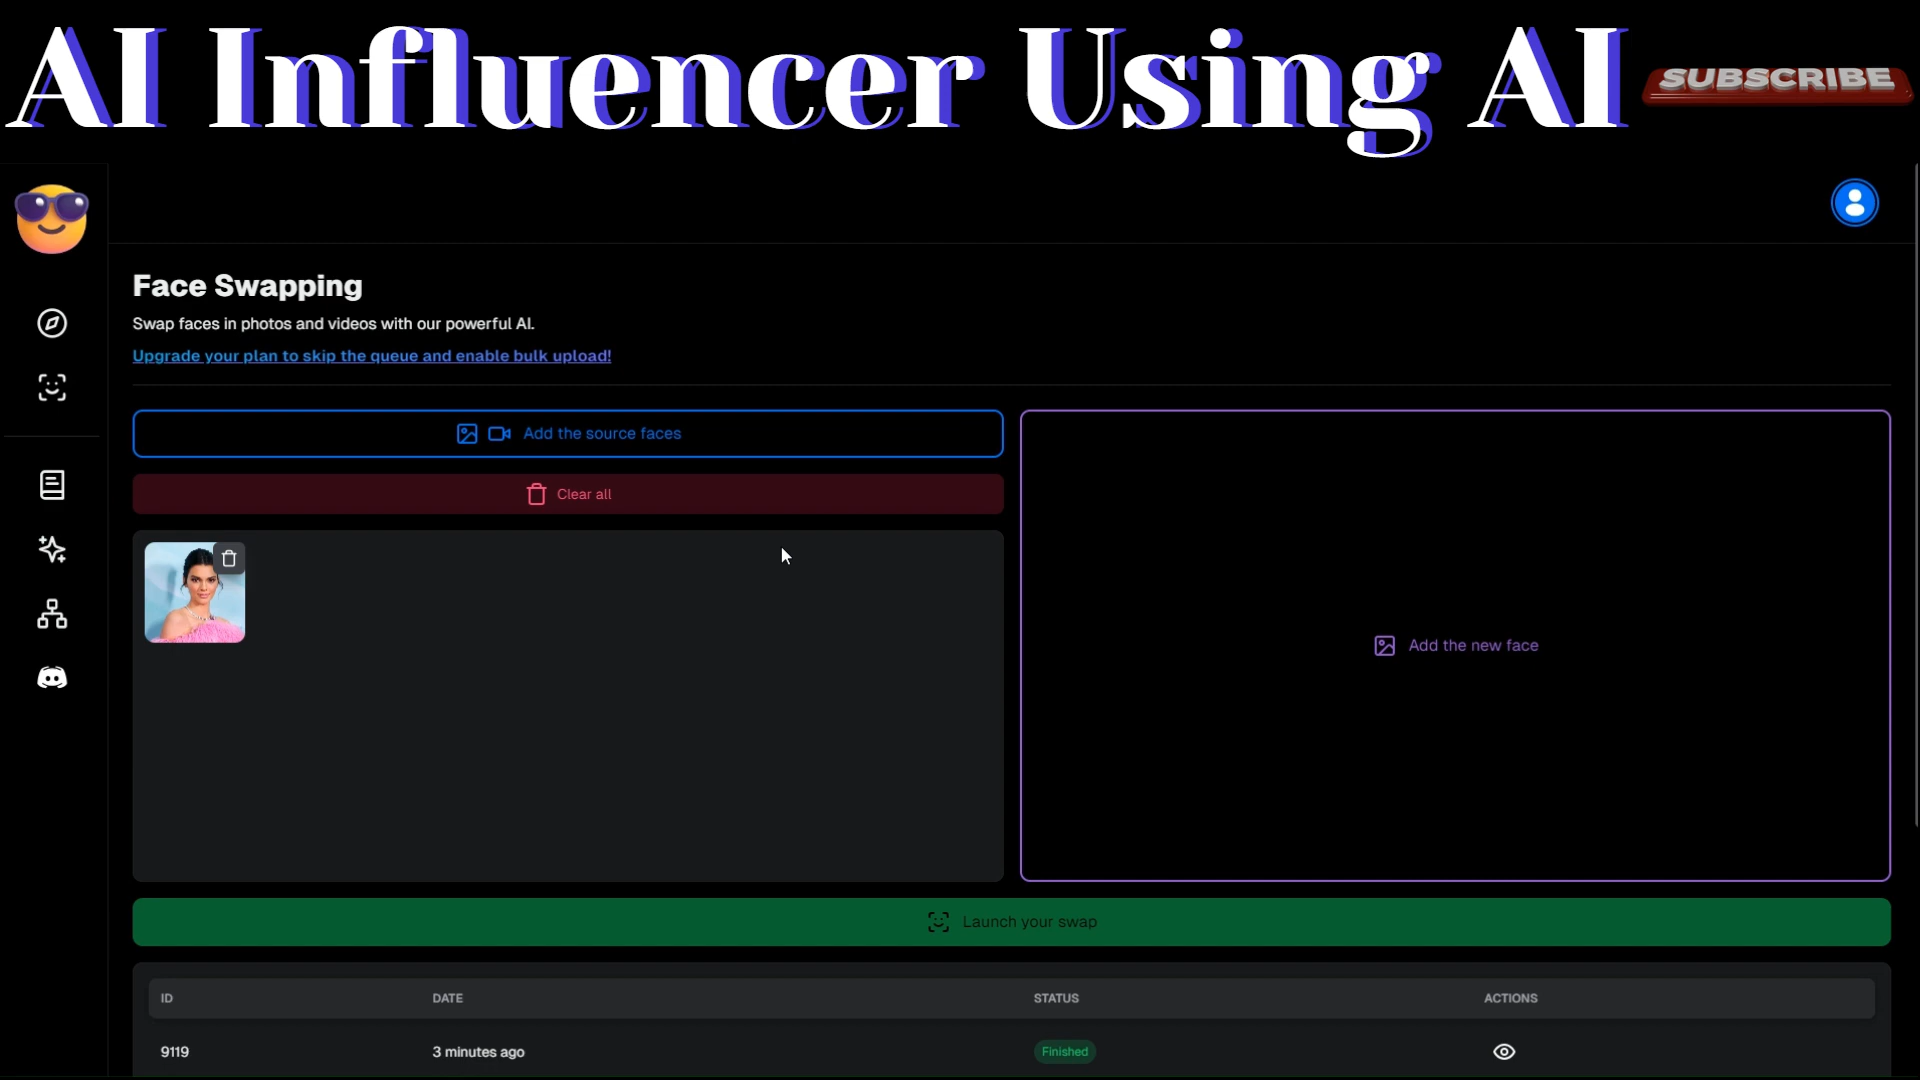 AI Influencer Using AI
SUBSCRIBE
Face Swapping
Swap faces in photos and videos with our powerful AI.
Upgrade your plan to skip the queue and enable bulk upload!
Add the source faces
Clear all
Add the new face
Launch your swap
ID DATE STATUS ACTIONS
9119 3 minutes ago Finished